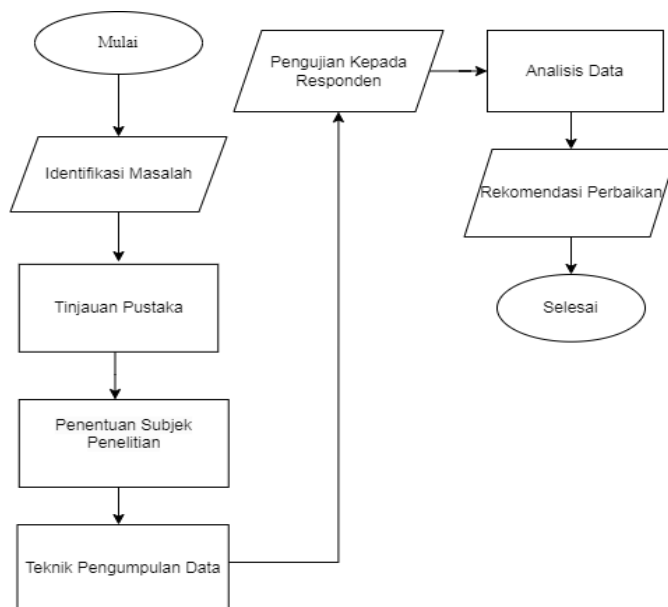 Mulai
Identifikasi Masalah
Tinjauan Pustaka
Penentuan Subjek
Penelitian
Teknik Pengumpulan Data
Pengujian Kepada
Responden
Analisis Data
Rekomendasi Perbaikan
Selesai